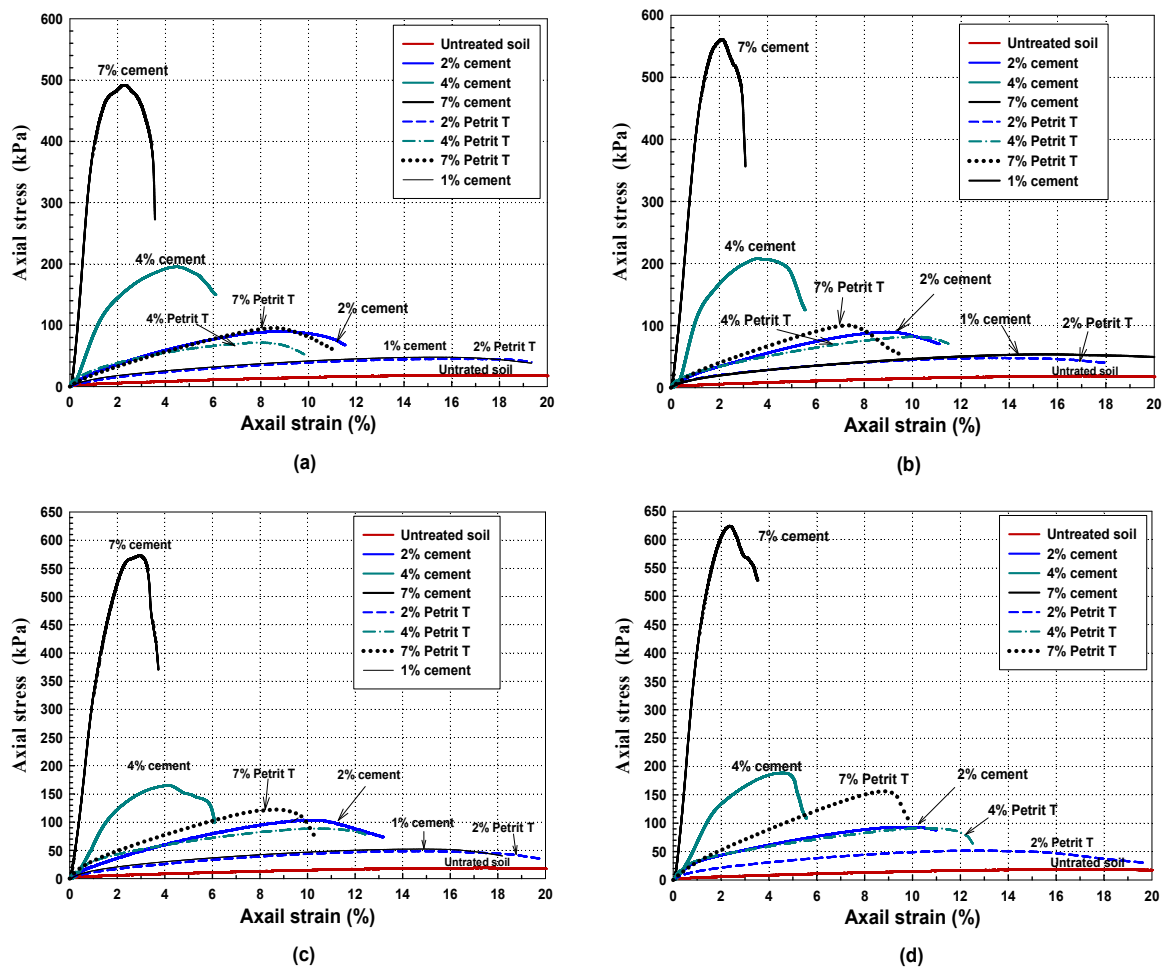 600
500
400
300
200
100
0
Axial stress (kPa)
7% cement
4% cement
7% Petrit T
4% Petrit T
2% cement
1% cement
2% Petrit T
Untrated soil
Untreated soil
2% cement
4% cement
7% cement
2% Petrit T
4% Petrit T
7% Petrit T
1% cement
0 2 4 6 8 10 12 14 16 18 20
Axail strain (%)
(a)
600
500
400
300
200
100
0
Axial stress (kPa)
7% cement
4% cement
7% Petrit T
2% cement
4% Petrit T
1% cement
2% Petrit T
Untrated soil
Untreated soil
2% cement
4% cement
7% cement
2% Petrit T
4% Petrit T
7% Petrit T
1% cement
0 2 4 6 8 10 12 14 16 18 20
Axail strain (%)
(b)
650
600
550
500
450
400
350
300
250
200
150
100
50
0
Axial stress (kPa)
7% cement
4% cement
7% Petrit T
2% cement
1% cement
2% Petrit T
Untrated soil
Untreated soil
2% cement
4% cement
7% cement
2% Petrit T
4% Petrit T
7% Petrit T
1% cement
0 2 4 6 8 10 12 14 16 18 20
Axail strain (%)
(c)
650
600
550
500
450
400
350
300
250
200
150
100
50
0
Axial stress (kPa)
7% cement
4% cement
7% Petrit T
2% cement
4% Petrit T
2% Petrit T
Untrated soil
Untreated soil
2% cement
4% cement
7% cement
2% Petrit T
4% Petrit T
7% Petrit T
0 2 4 6 8 10 12 14 16 18 20
Axail strain (%)
(d)